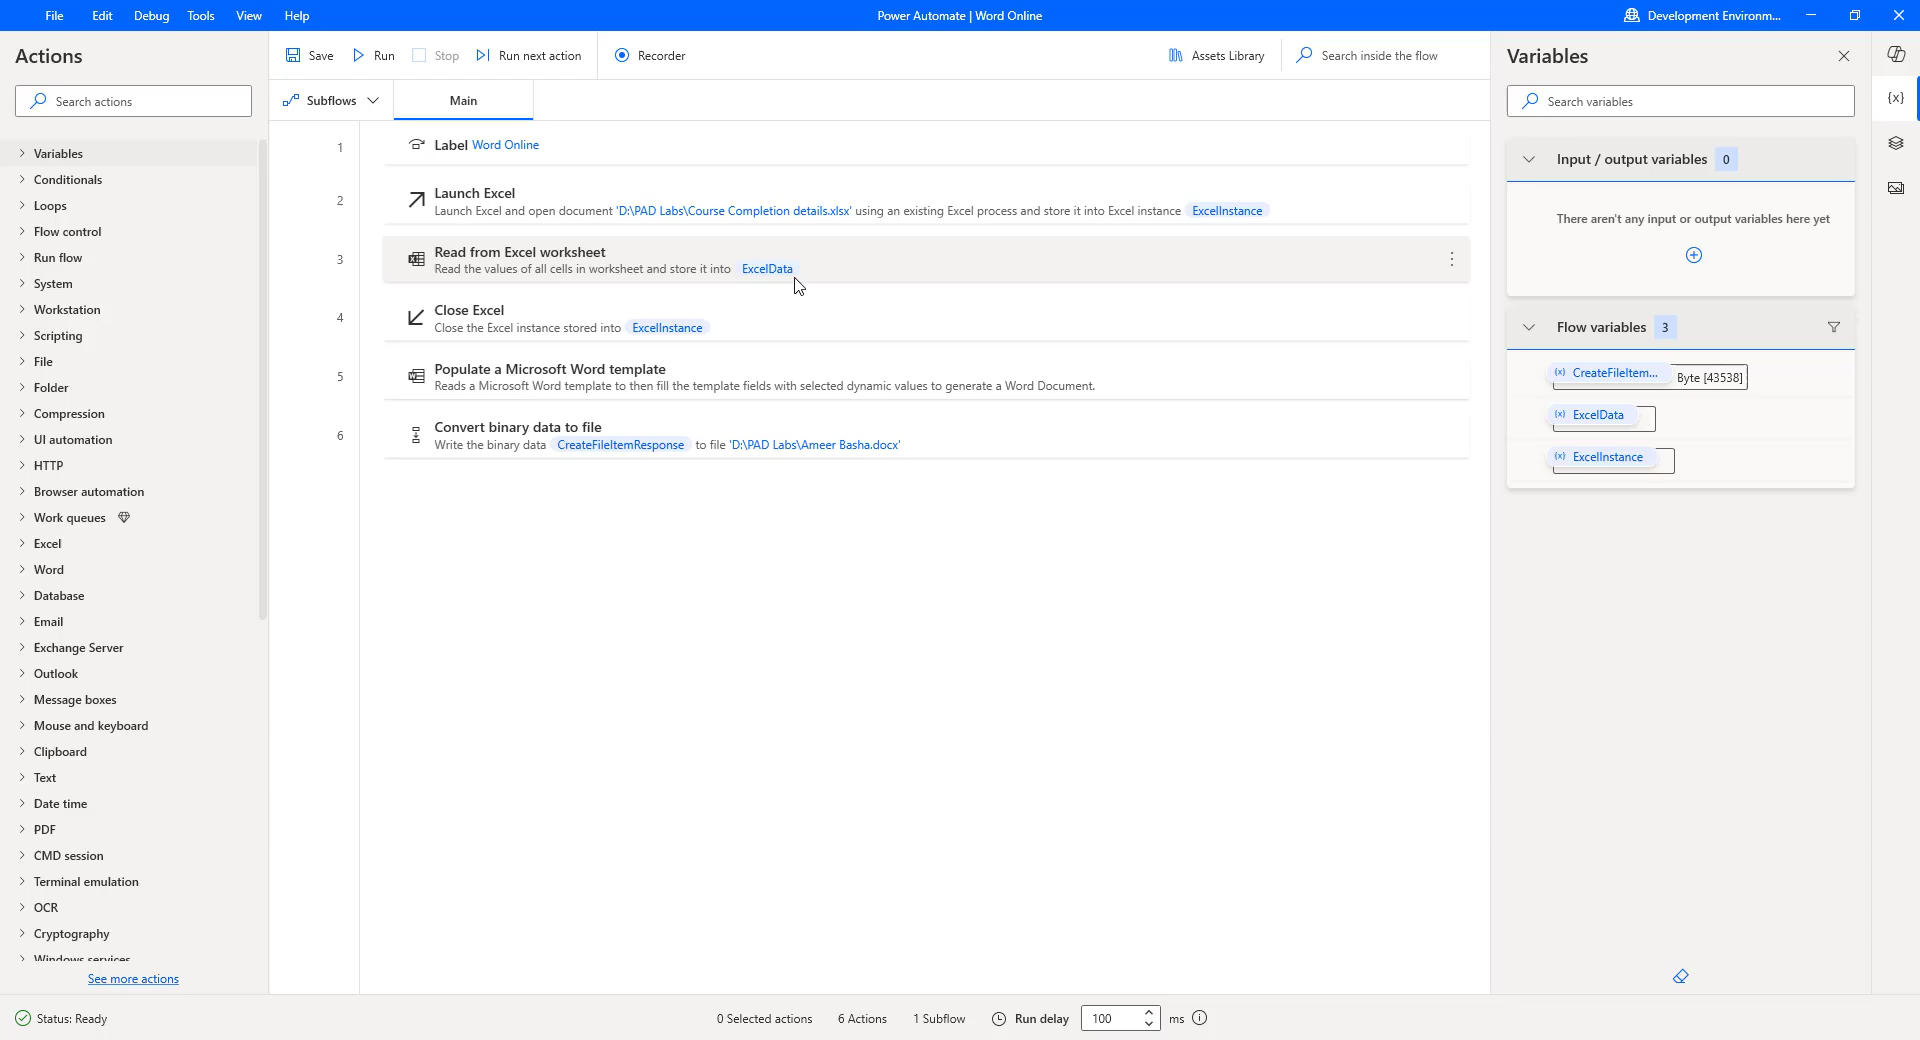 File Edit Debug Tools View Help
Power Automate | Word Online
Development Environm...
Actions
Search actions
Variables
Conditionals
Loops
Flow control
Run flow
System
Workstation
Scripting
File
Folder
Compression
UI automation
HTTP
Browser automation
Work queues
Excel
Word
Database
Email
Exchange Server
Outlook
Message boxes
Mouse and keyboard
Clipboard
Text
Date time
PDF
CMD session
Terminal emulation
OCR
Cryptography
Windows services
See more actions
Save Run Stop Run next action Recorder
Assets Library Search inside the flow
Subflows Main
1 Label Word Online
2 Launch Excel
Launch Excel and open document 'D:\PAD Labs\Course Completion details.xlsx' using an existing Excel process and store it into Excel instance ExcelInstance
3 Read from Excel worksheet
Read the values of all cells in worksheet and store it into ExcelData
4 Close Excel
Close the Excel instance stored into ExcelInstance
5 Populate a Microsoft Word template
Reads a Microsoft Word template to then fill the template fields with selected dynamic values to generate a Word Document.
6 Convert binary data to file
Write the binary data CreateFileItemResponse to file 'D:\PAD Labs\Ameer Basha.docx'
Variables
{x}
Search variables
Input / output variables 0
There aren't any input or output variables here yet
Flow variables 3
(x) CreateFileItem... Byte [43538]
(x) ExcelData
(x) ExcelInstance
Status: Ready
0 Selected actions 6 Actions 1 Subflow Run delay 100 ms